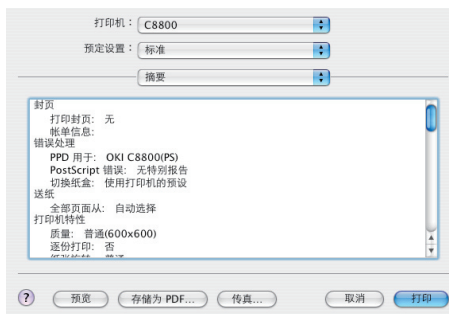 打印机： C8800
预定设置： 标准
摘要
封页
打印封页: 无
帐单信息:
错误处理
PPD 用于: OKI C8800(PS)
PostScript 错误: 无特别报告
切换纸盒: 使用打印机的预设
送纸
全部页面从: 自动选择
打印机特性
质量: 普通(600x600)
逐份打印: 否
?
预览
存储为 PDF...
传真...
取消
打印